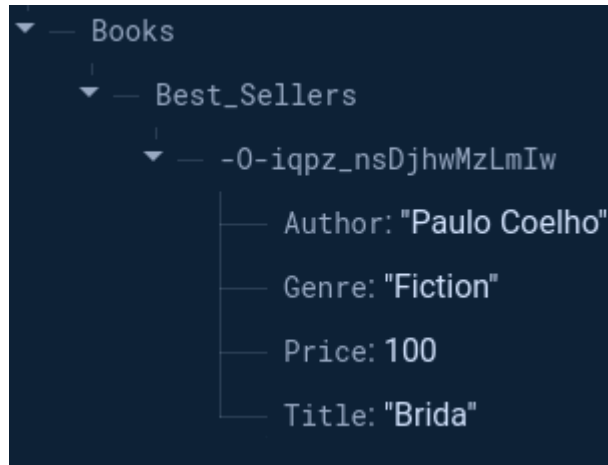 Books
Best_Sellers
-O-iqpz_nsDjhwMzLmIw
Author: "Paulo Coelho"
Genre: "Fiction"
Price: 100
Title: "Brida"